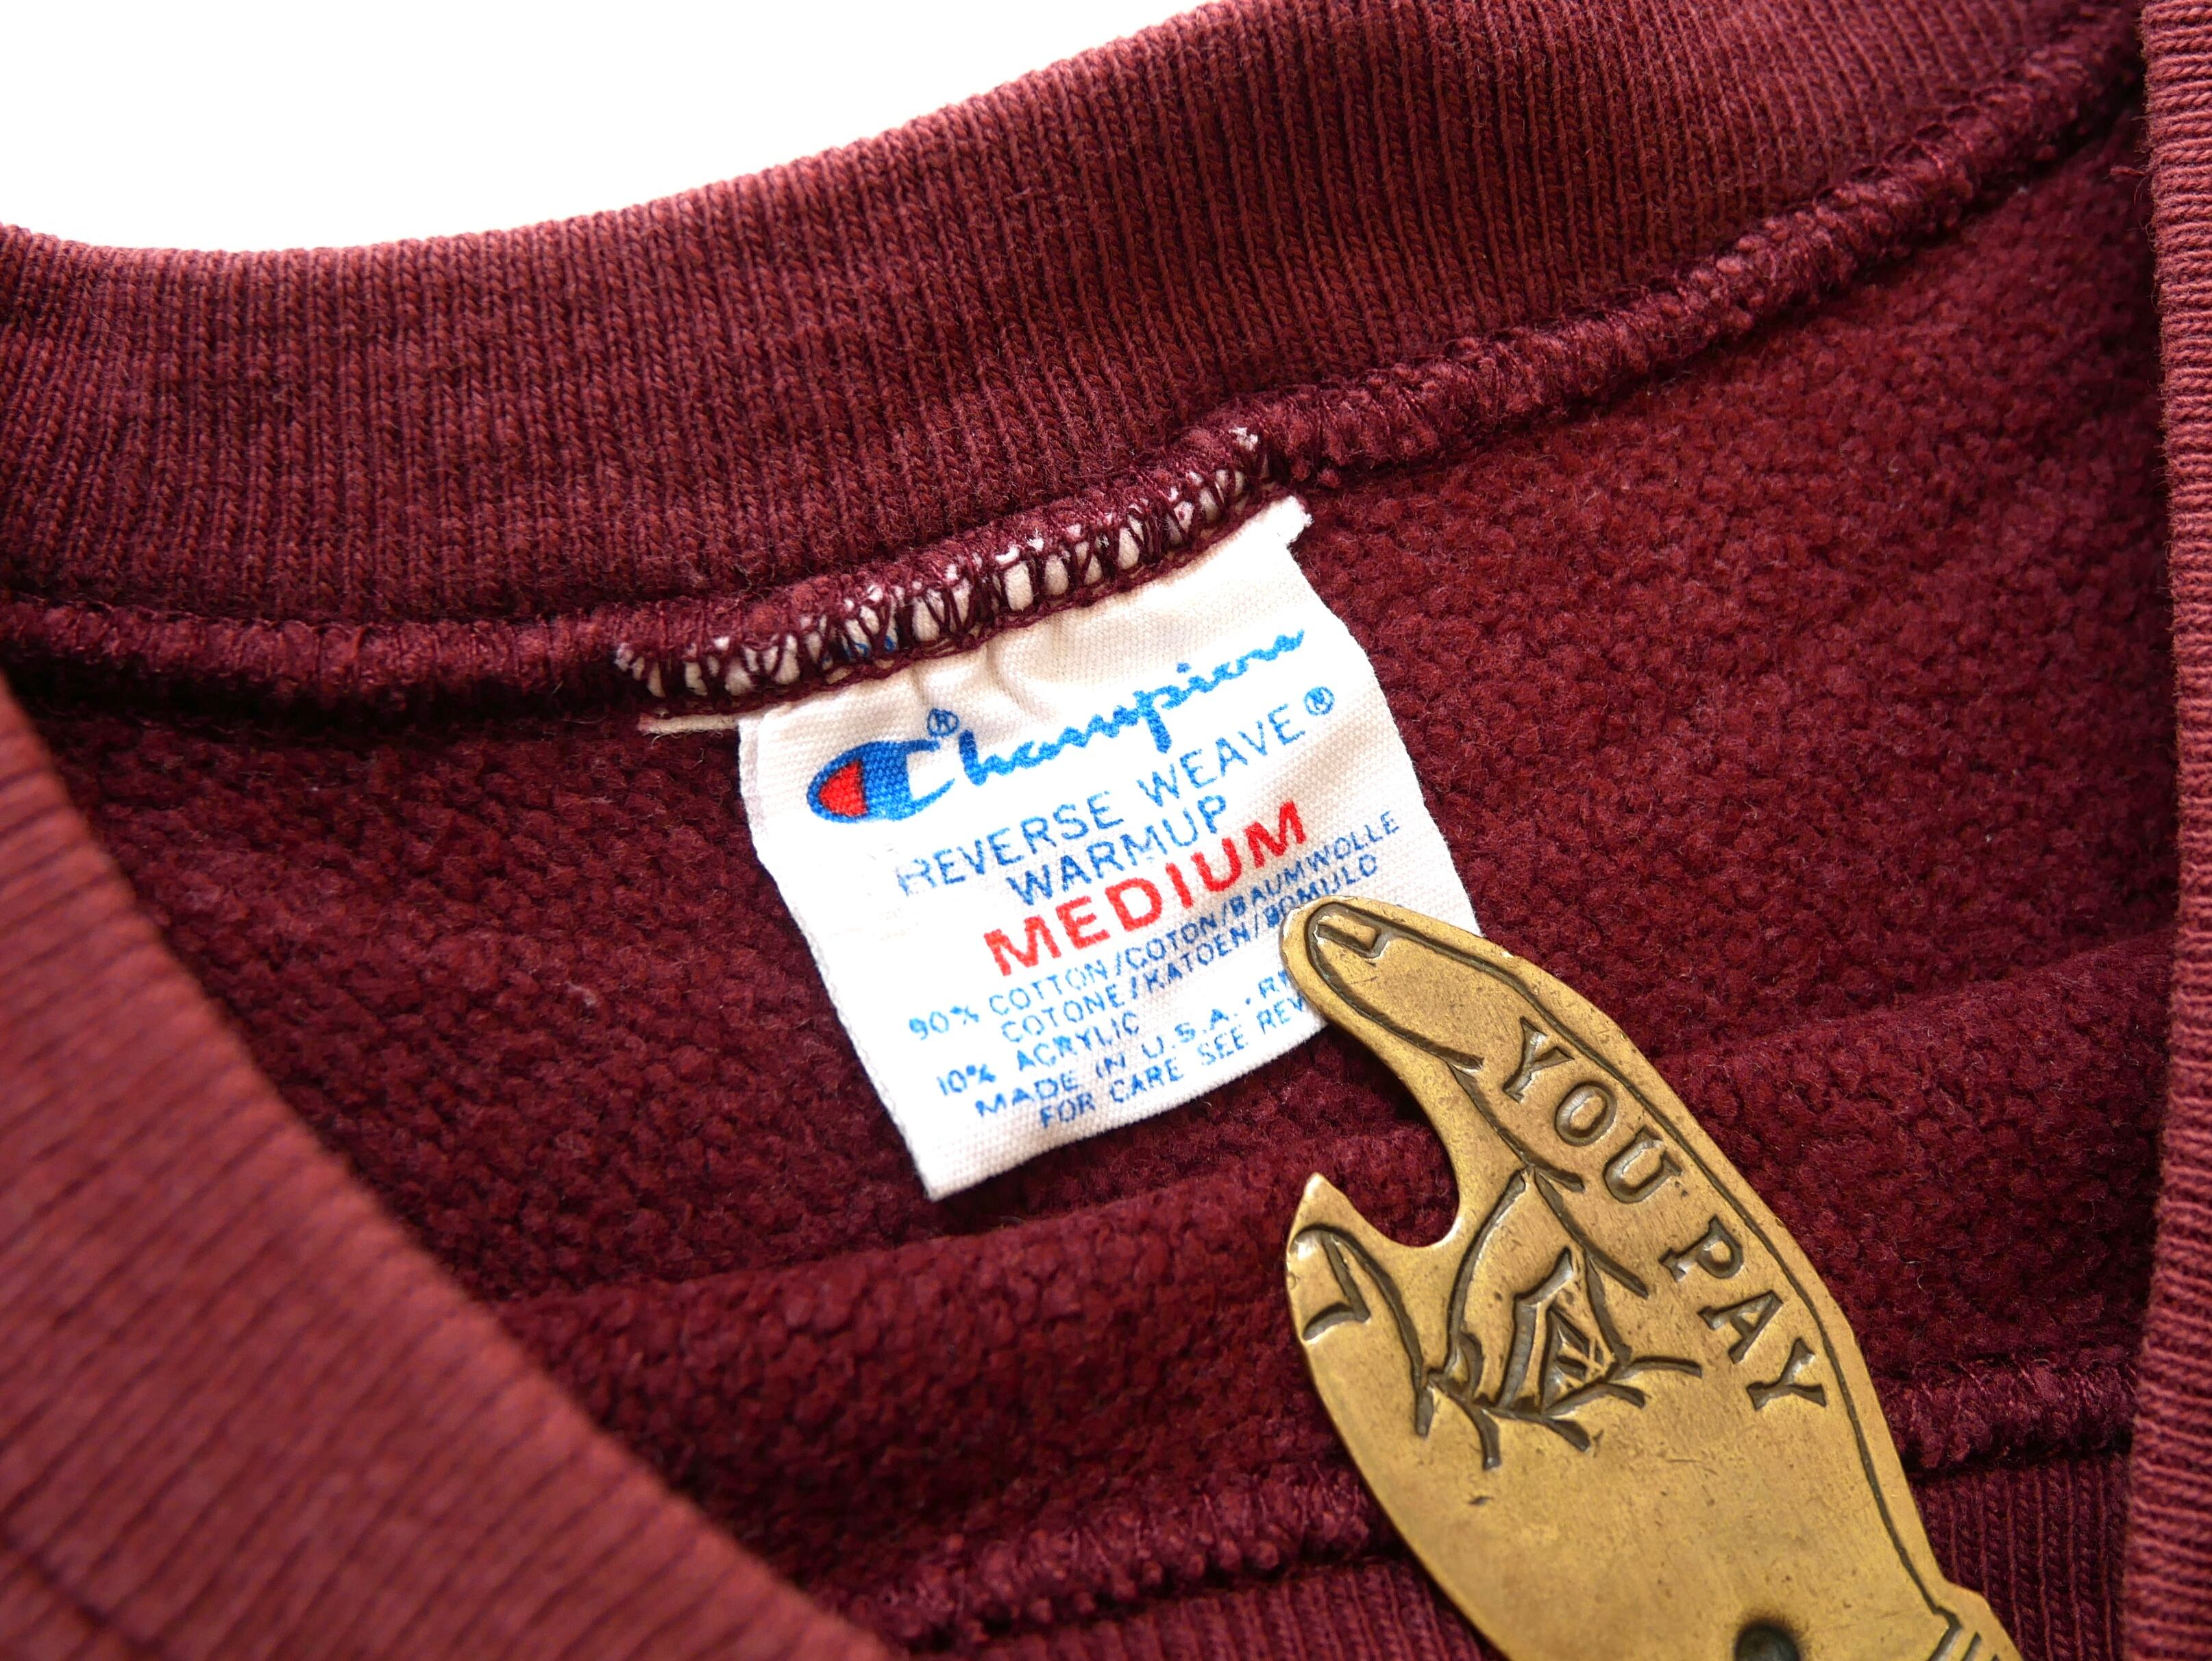 Champion®
REVERSE WEAVE®
WARMUP
MEDIUM
90% COTTON/COTON/BAUMWOLLE
COTONE/KATOEN/BOMULD
10% ACRYLIC
MADE IN U.S.A.
FOR CARE SEE
YOU PAY